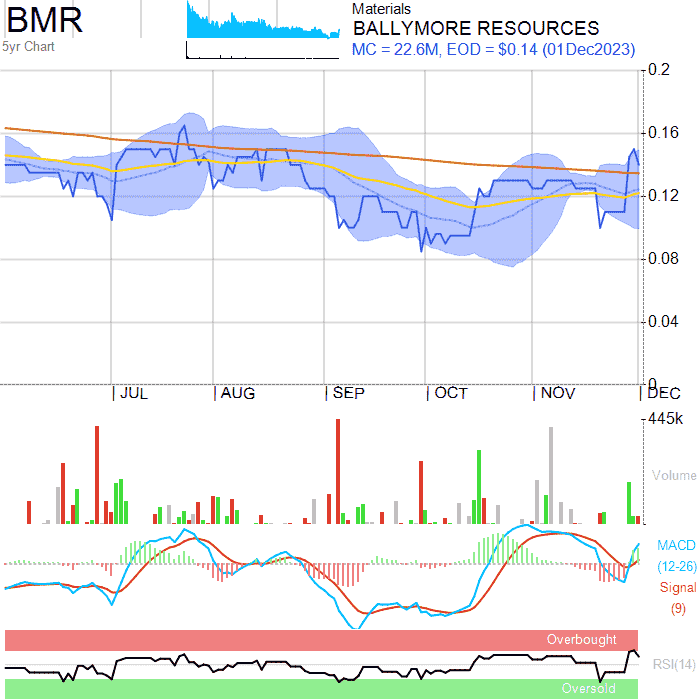 BMR
5yr Chart
Materials
BALLYMORE RESOURCES
MC = 22.6M, EOD = $0.14 (01Dec2023)
0.2
0.16
0.12
0.08
0.04
0
JUL AUG SEP OCT NOV DEC
445k
Volume
MACD
(12-26)
Signal
(9)
Overbought
RSI(14)
Oversold